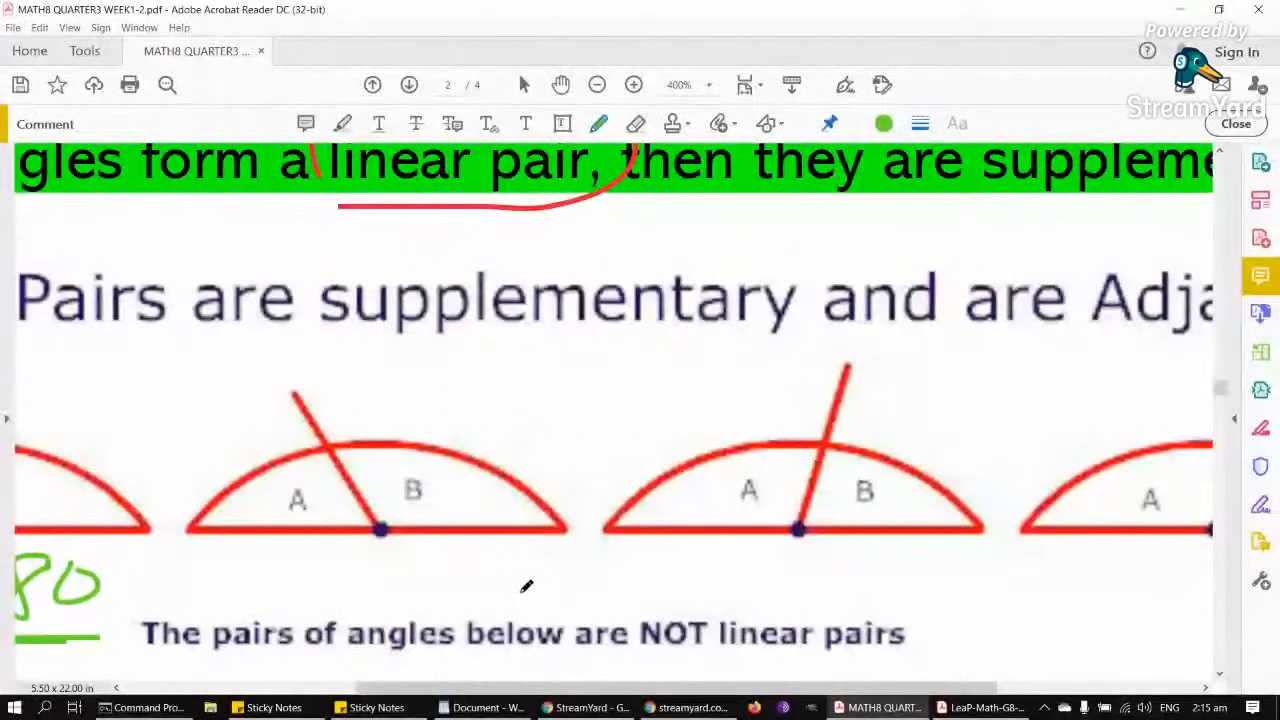 MATH8 QUARTER3 WEEK1-2.pdf - Adobe Acrobat Reader DC (32-bit)
File Edit View Sign Window Help
Powered by
StreamYard
Home Tools MATH8 QUARTER3 ... × Sign In
2 / 400%
Comment Aa Close
gles form a linear pair, then they are suppleme
Pairs are supplementary and are Adja
A B A B A
80
The pairs of angles below are NOT linear pairs
5.50 x 22.00 in
Command Pro... Sticky Notes Sticky Notes Document - W... StreamYard - G... streamyard.co... MATH8 QUART... LeaP-Math-G8-... 2:15 am